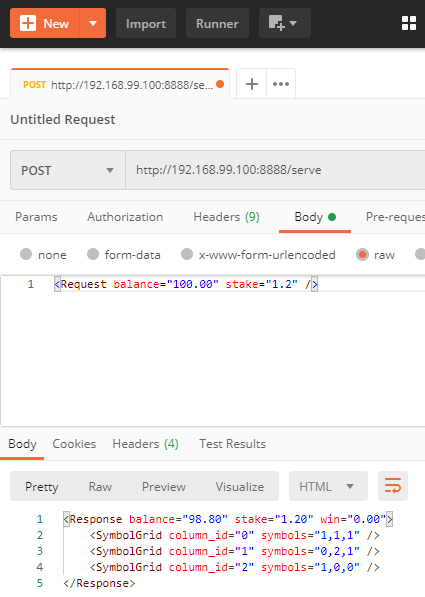 New Import Runner
POST http://192.168.99.100:8888/se...
Untitled Request
POST http://192.168.99.100:8888/serve
Params Authorization Headers (9) Body Pre-reques
none form-data x-www-form-urlencoded raw
1 <Request balance="100.00" stake="1.2" />
Body Cookies Headers (4) Test Results
Pretty Raw Preview Visualize HTML
1 <Response balance="98.80" stake="1.20" win="0.00">
2 <SymbolGrid column_id="0" symbols="1,1,1" />
3 <SymbolGrid column_id="1" symbols="0,2,1" />
4 <SymbolGrid column_id="2" symbols="1,0,0" />
5 </Response>